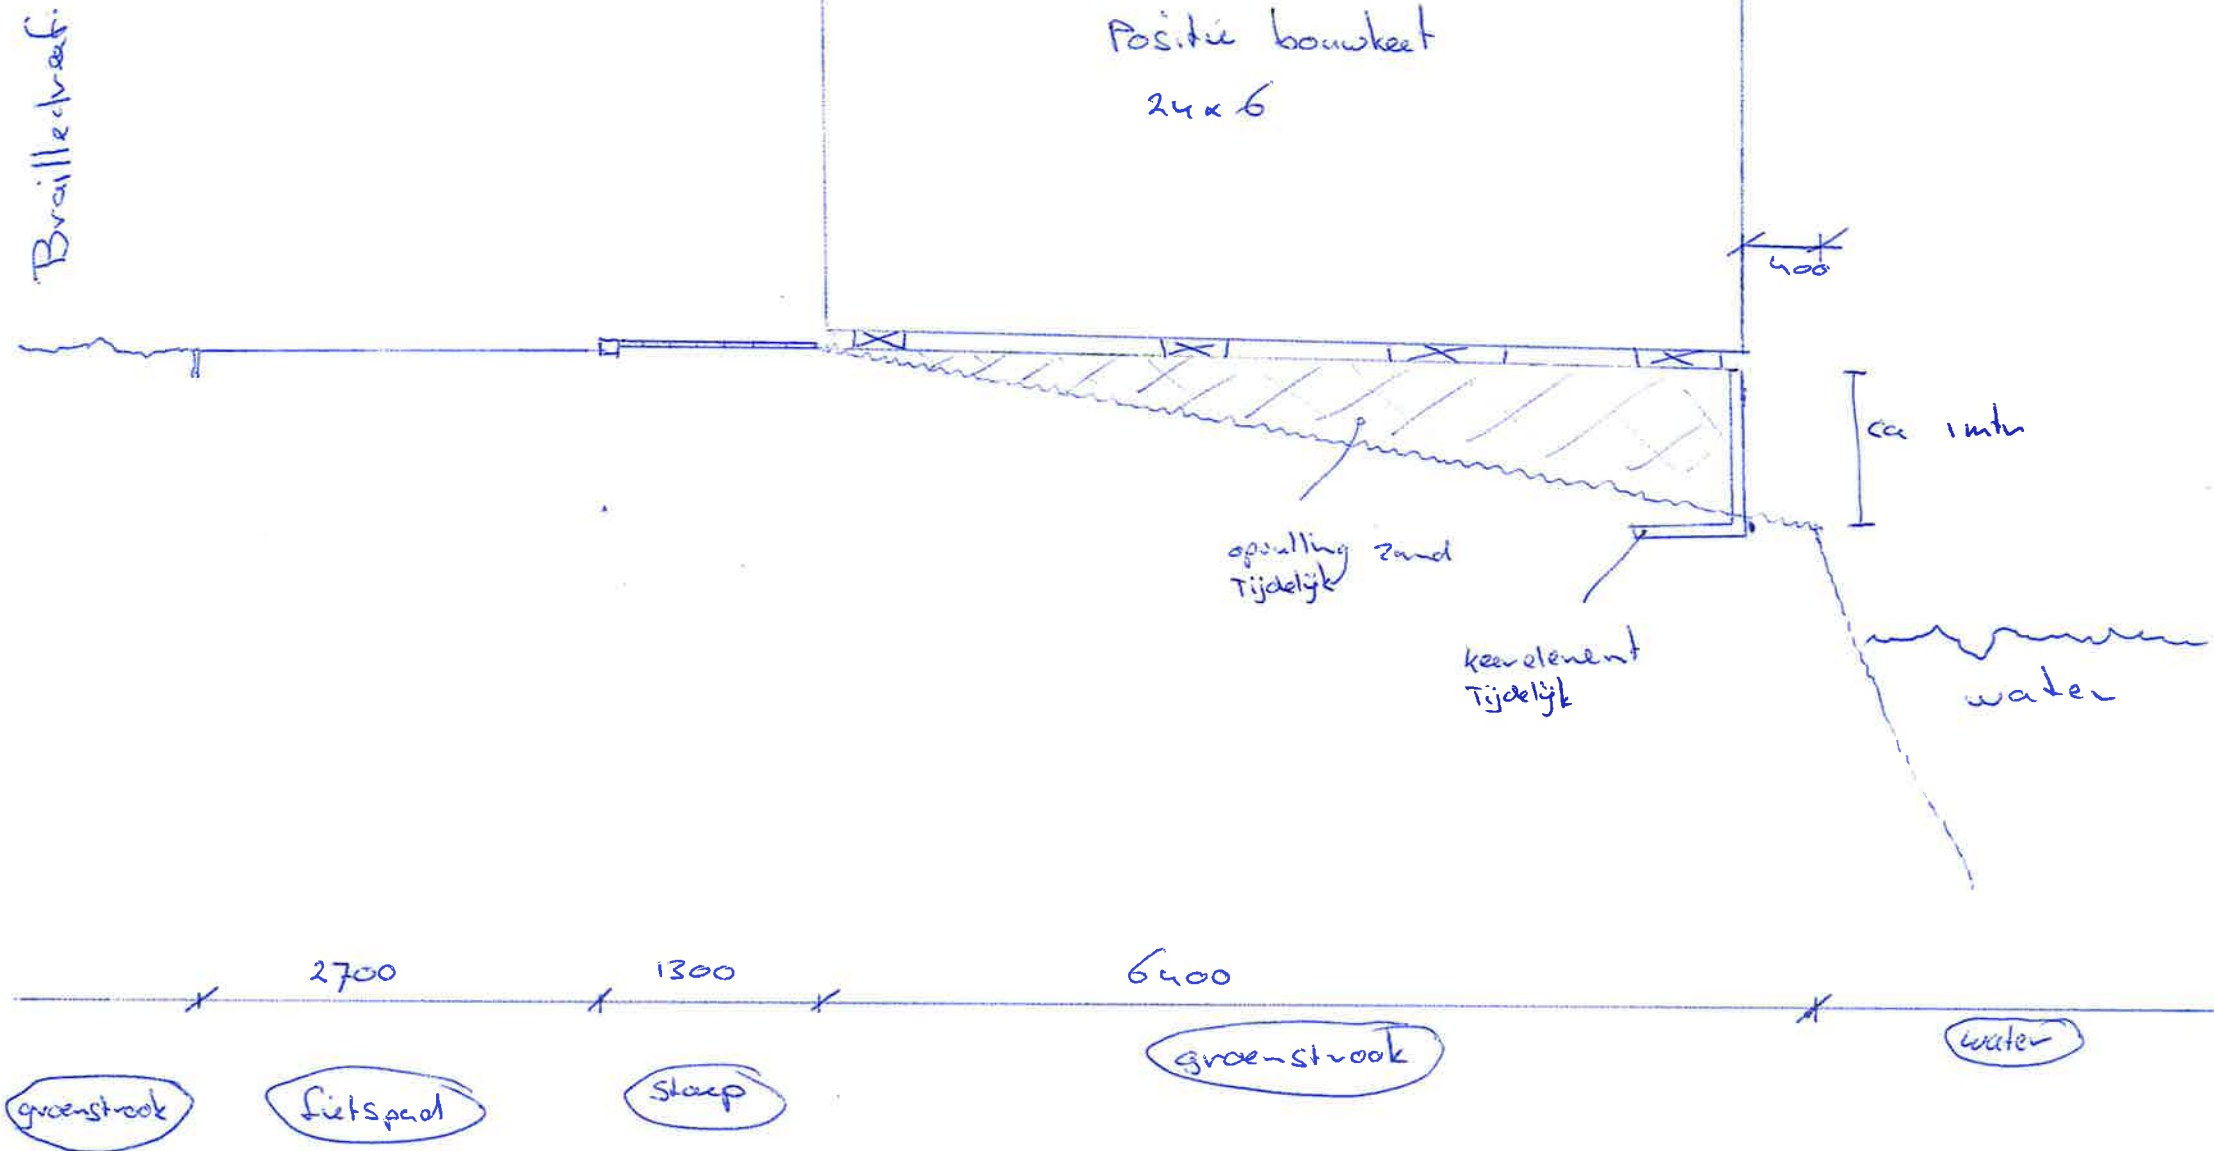 Positie bouwkeet
24 x 6
400
ca 1 mtr
opvulling zand
Tijdelijk
keerelement
Tijdelijk
water
2700
1300
6400
groenstrook
fietspad
stoep
groenstrook
water